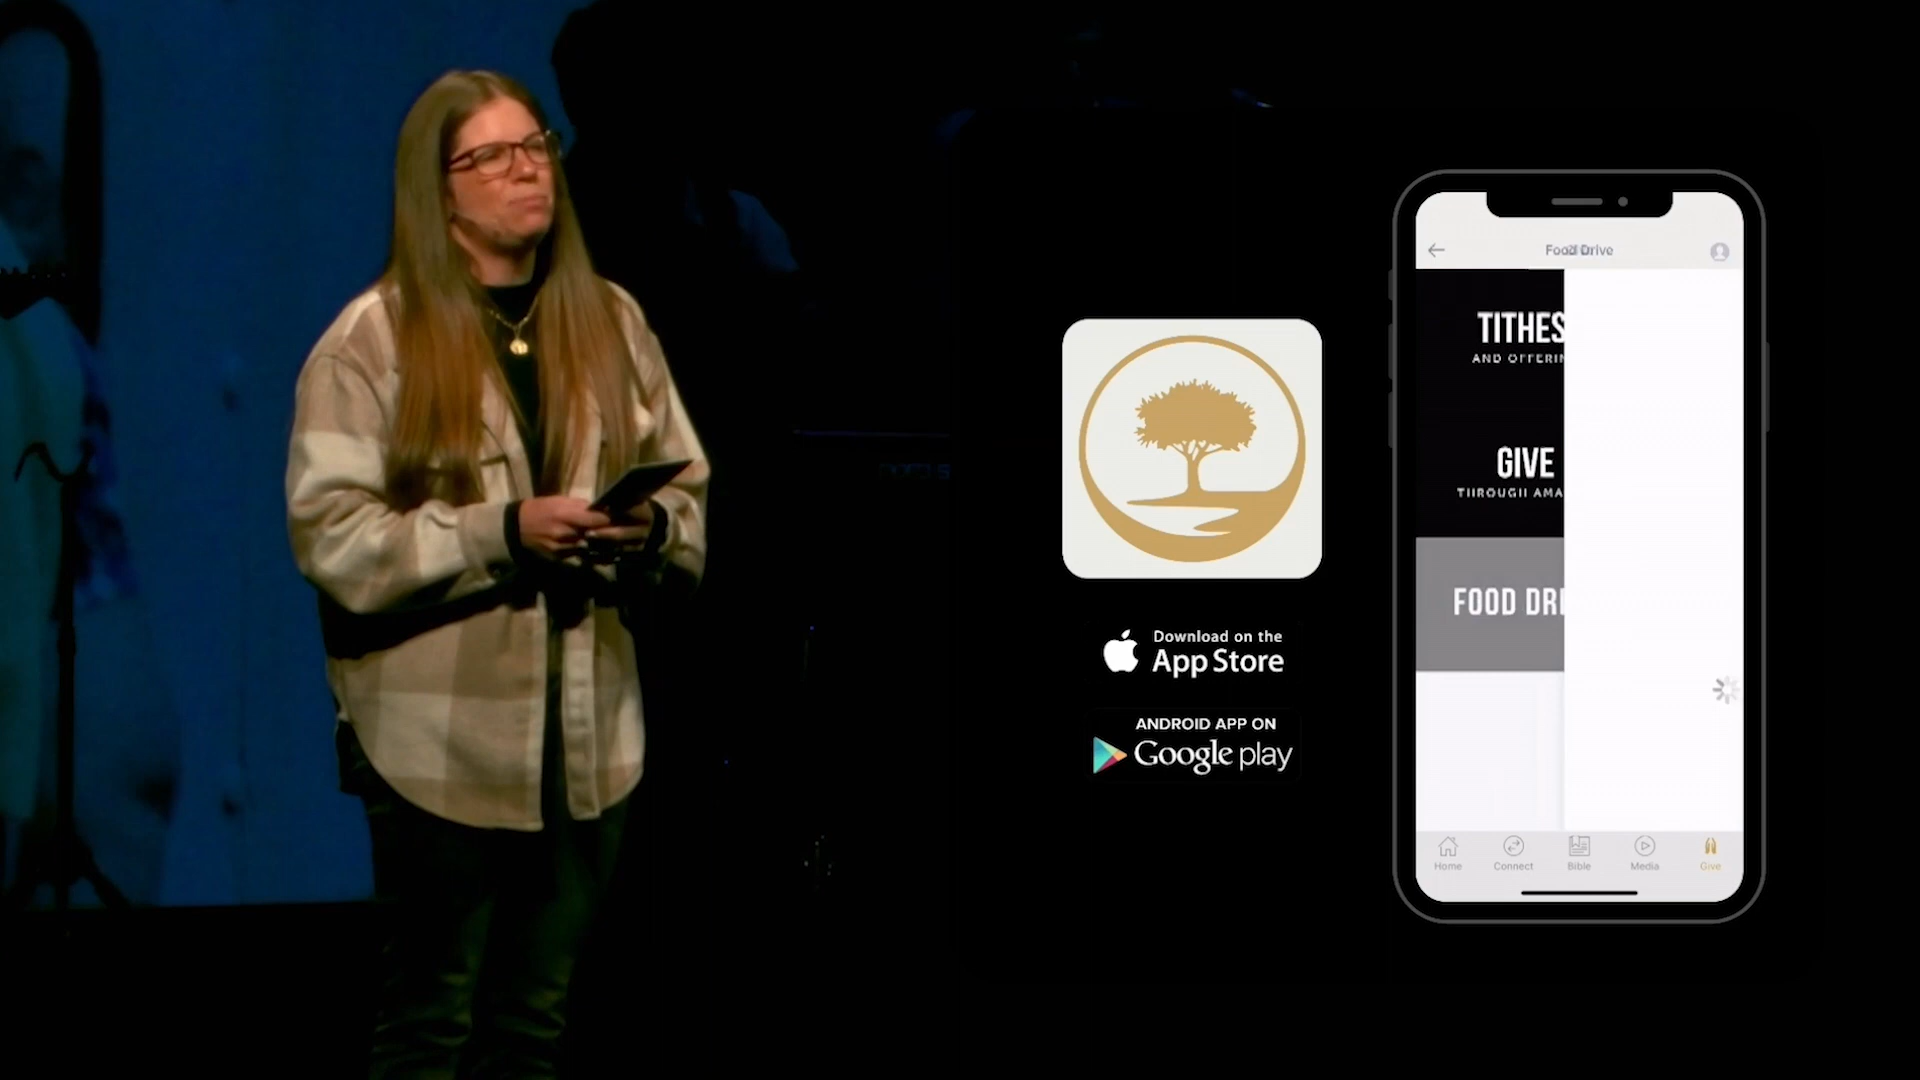 Download on the
App Store
ANDROID APP ON
Google play
Food Drive
TITHES
AND OFFERIN
GIVE
THROUGH AMA
FOOD DRI
Home
Connect
Bible
Media
Give